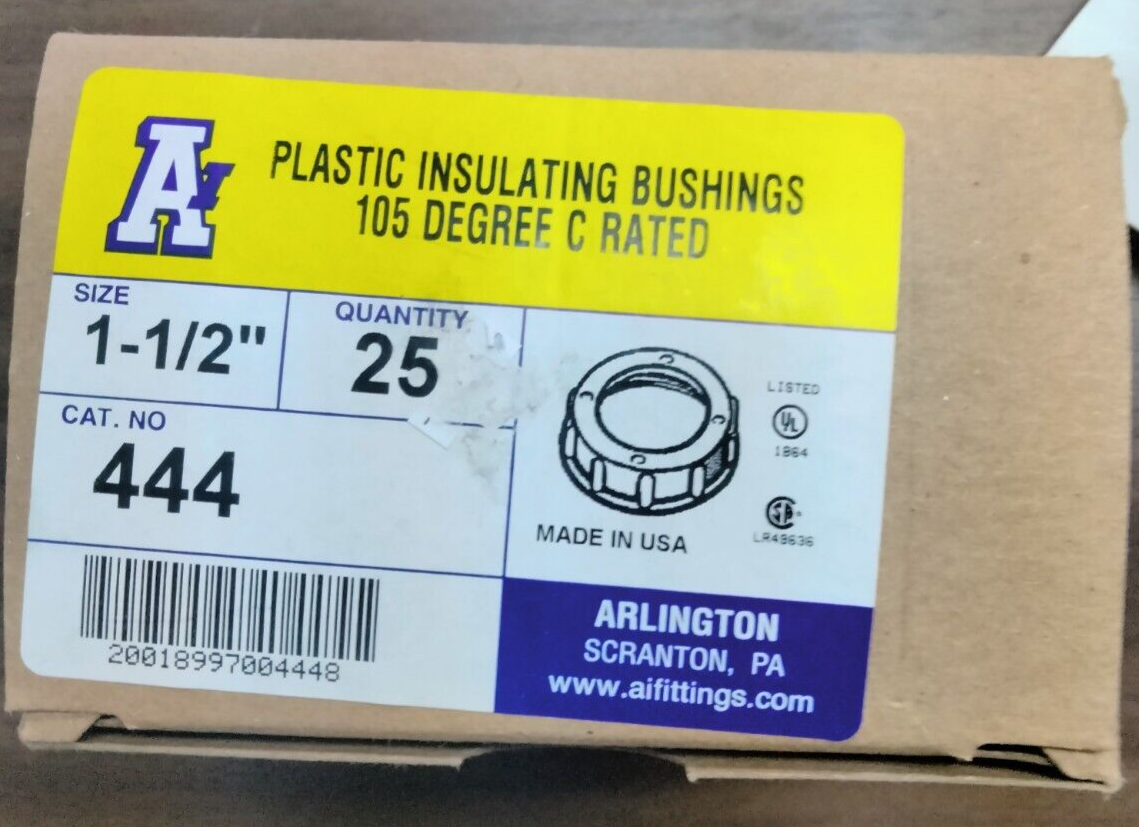 PLASTIC INSULATING BUSHINGS
105 DEGREE C RATED
SIZE
1-1/2"
QUANTITY
25
CAT. NO
444
LISTED
UL
1B64
SA
LR49636
MADE IN USA
20018997004448
ARLINGTON
SCRANTON, PA
www.aifittings.com